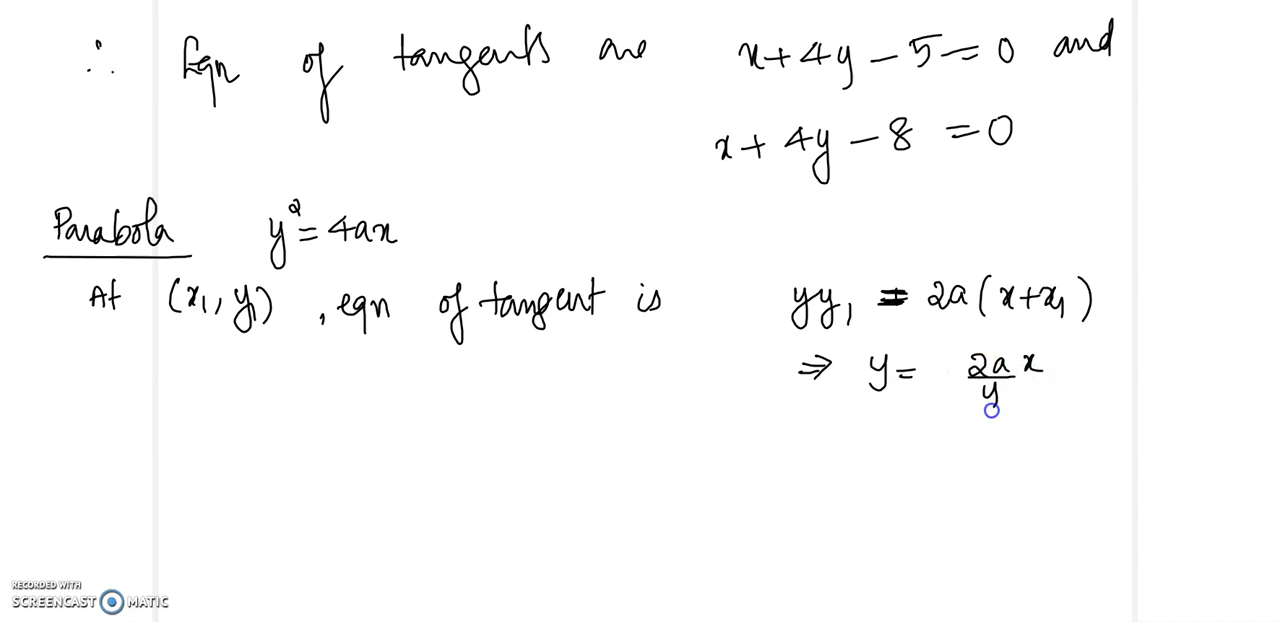 ∴ Eqn of tangents are x+4y-5=0 and
x+4y-8=0
Parabola y²=4ax
At (x₁, y₁), eqn of tangent is yy₁ = 2a(x+x₁)
⇒ y = 2a/y x
RECORDED WITH
SCREENCAST MATIC